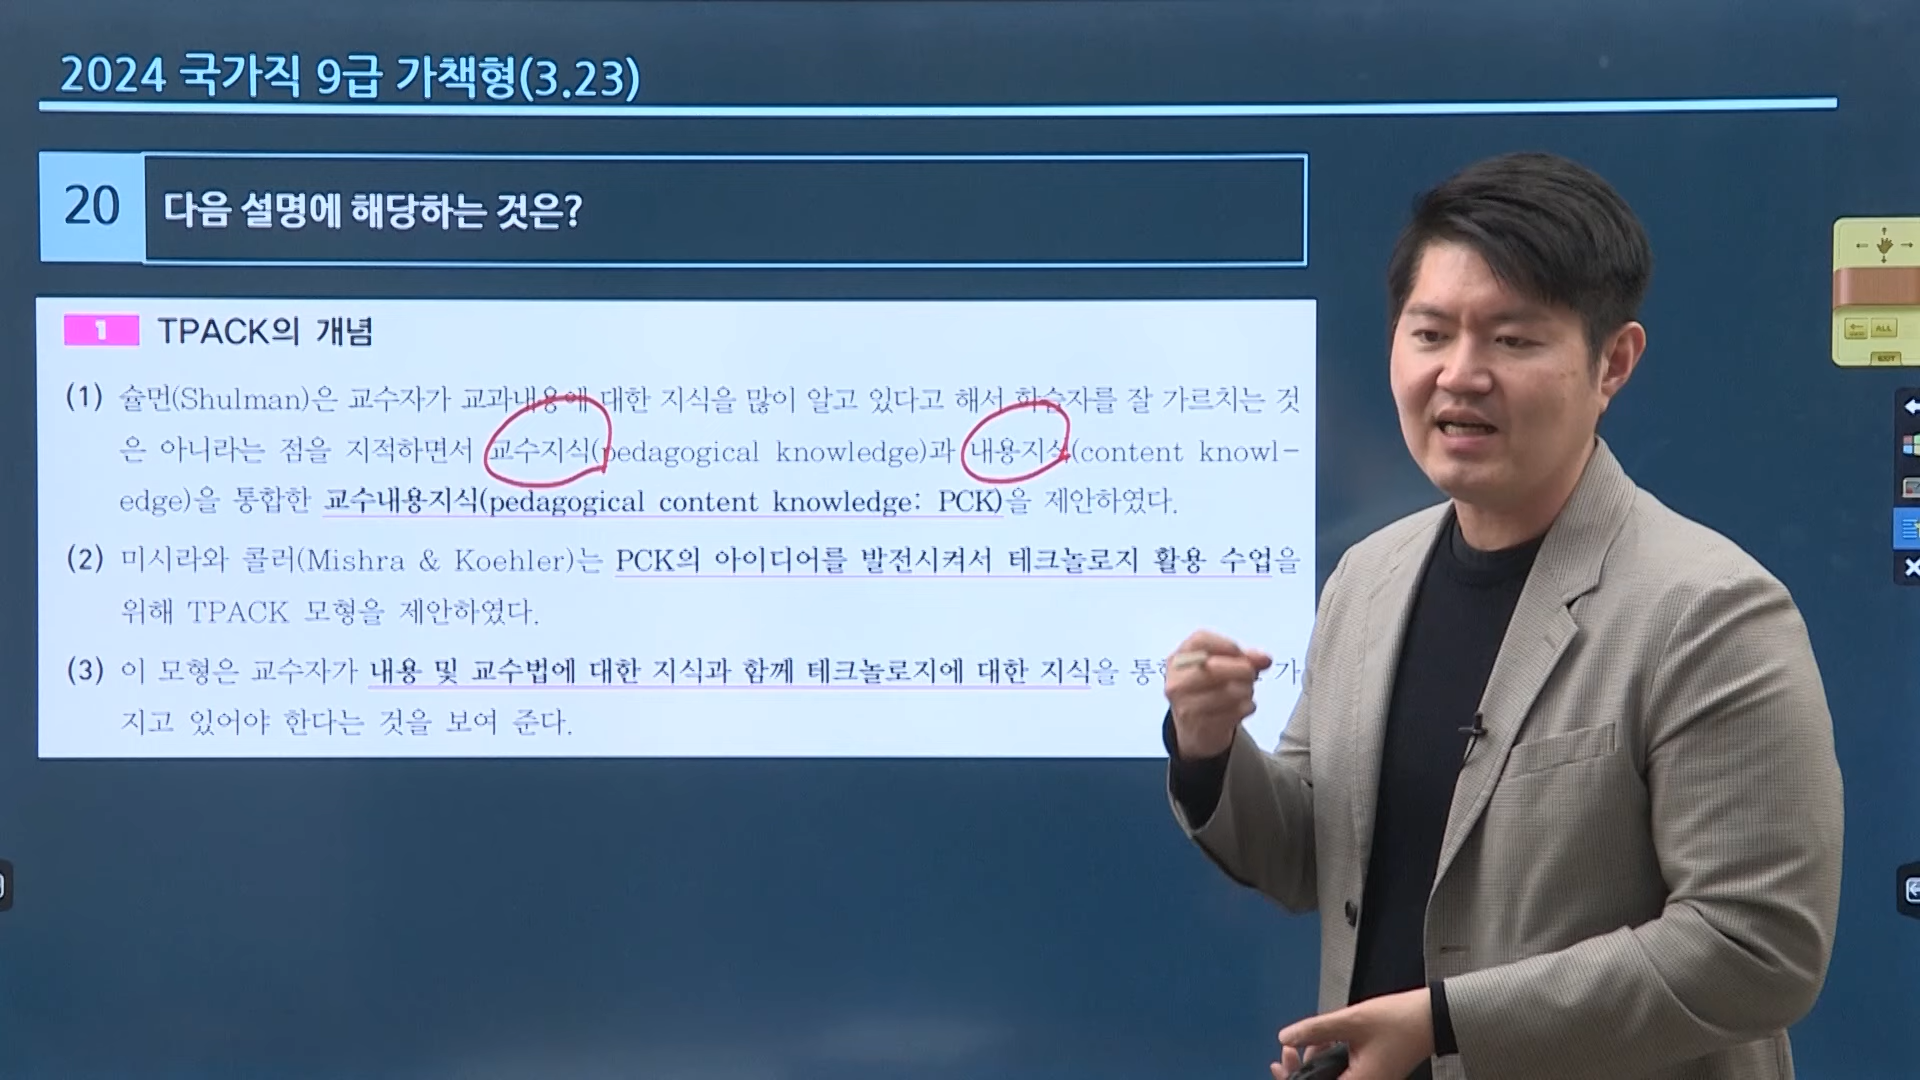 2024 국가직 9급 가책형(3.23)
20 다음 설명에 해당하는 것은?
1 TPACK의 개념
(1) 슐먼(Shulman)은 교수자가 교과내용에 대한 지식을 많이 알고 있다고 해서 학습자를 잘 가르치는 것
은 아니라는 점을 지적하면서 교수지식(pedagogical knowledge)과 내용지식(content knowl-
edge)을 통합한 교수내용지식(pedagogical content knowledge: PCK)을 제안하였다.
(2) 미시라와 콜러(Mishra & Koehler)는 PCK의 아이디어를 발전시켜서 테크놀로지 활용 수업을
위해 TPACK 모형을 제안하였다.
(3) 이 모형은 교수자가 내용 및 교수법에 대한 지식과 함께 테크놀로지에 대한 지식을 가
지고 있어야 한다는 것을 보여 준다.
ALL
EXIT